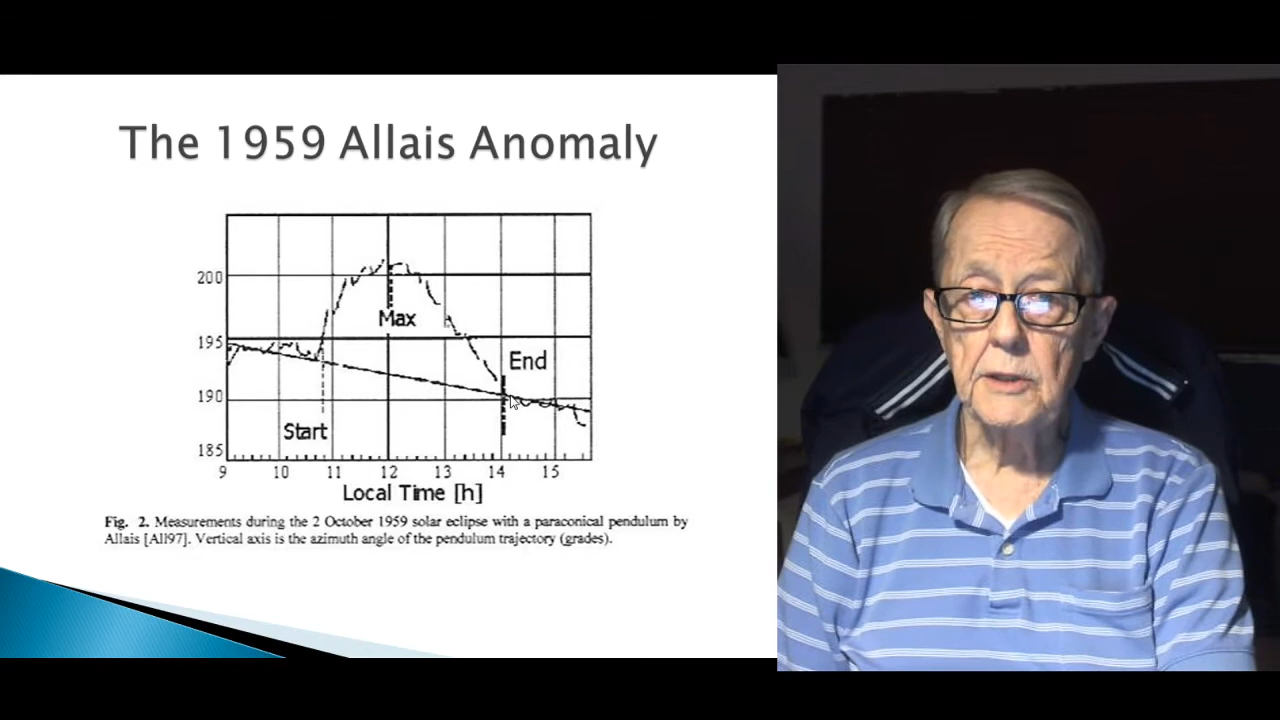 The 1959 Allais Anomaly
200
195
190
185
Max
End
Start
9 10 11 12 13 14 15
Local Time [h]
Fig. 2. Measurements during the 2 October 1959 solar eclipse with a paraconical pendulum by
Allais [All97]. Vertical axis is the azimuth angle of the pendulum trajectory (grades).